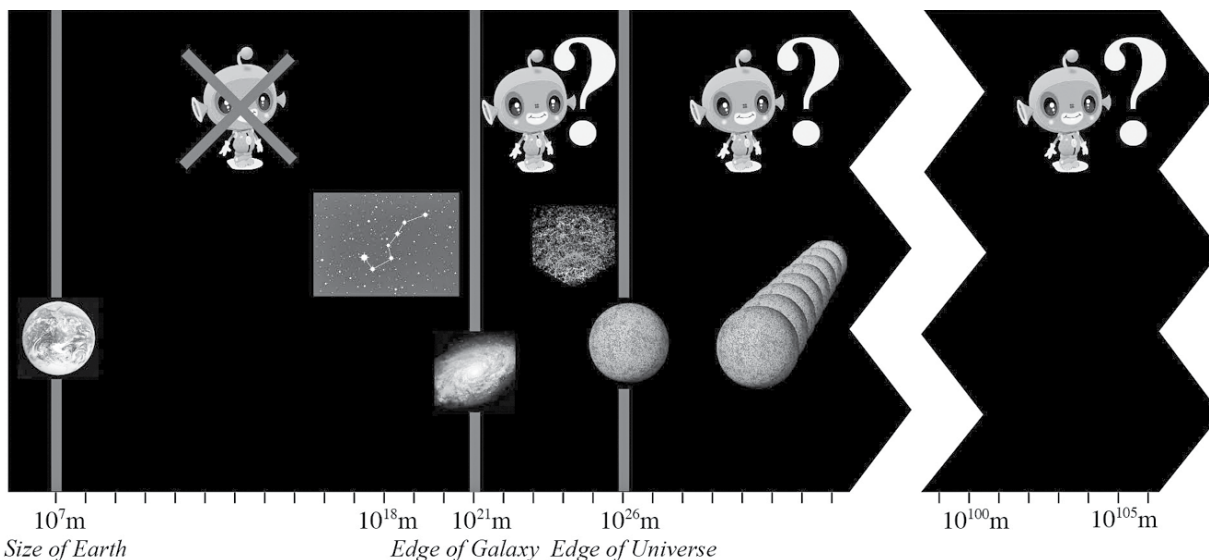 ? ? ?
10⁷m 10¹⁸m 10²¹m 10²⁶m 10¹⁰⁰m 10¹⁰⁵m
Size of Earth Edge of Galaxy Edge of Universe